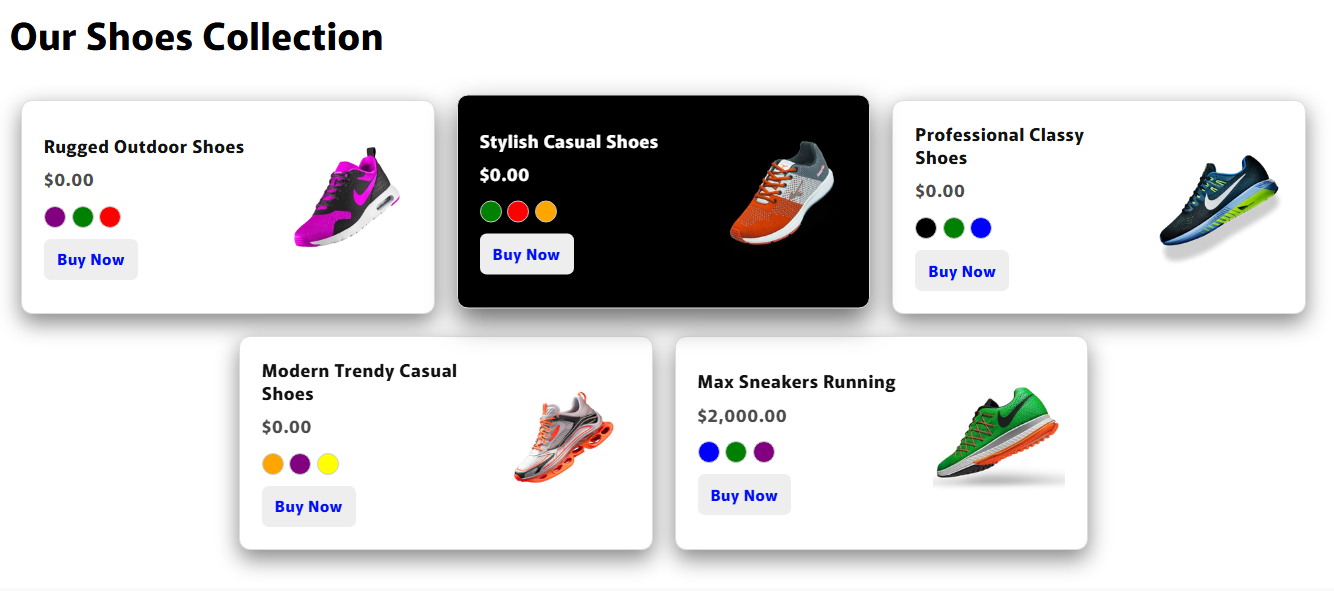 Our Shoes Collection
Rugged Outdoor Shoes
$0.00
Buy Now
Stylish Casual Shoes
$0.00
Buy Now
Professional Classy
Shoes
$0.00
Buy Now
Modern Trendy Casual
Shoes
$0.00
Buy Now
Max Sneakers Running
$2,000.00
Buy Now